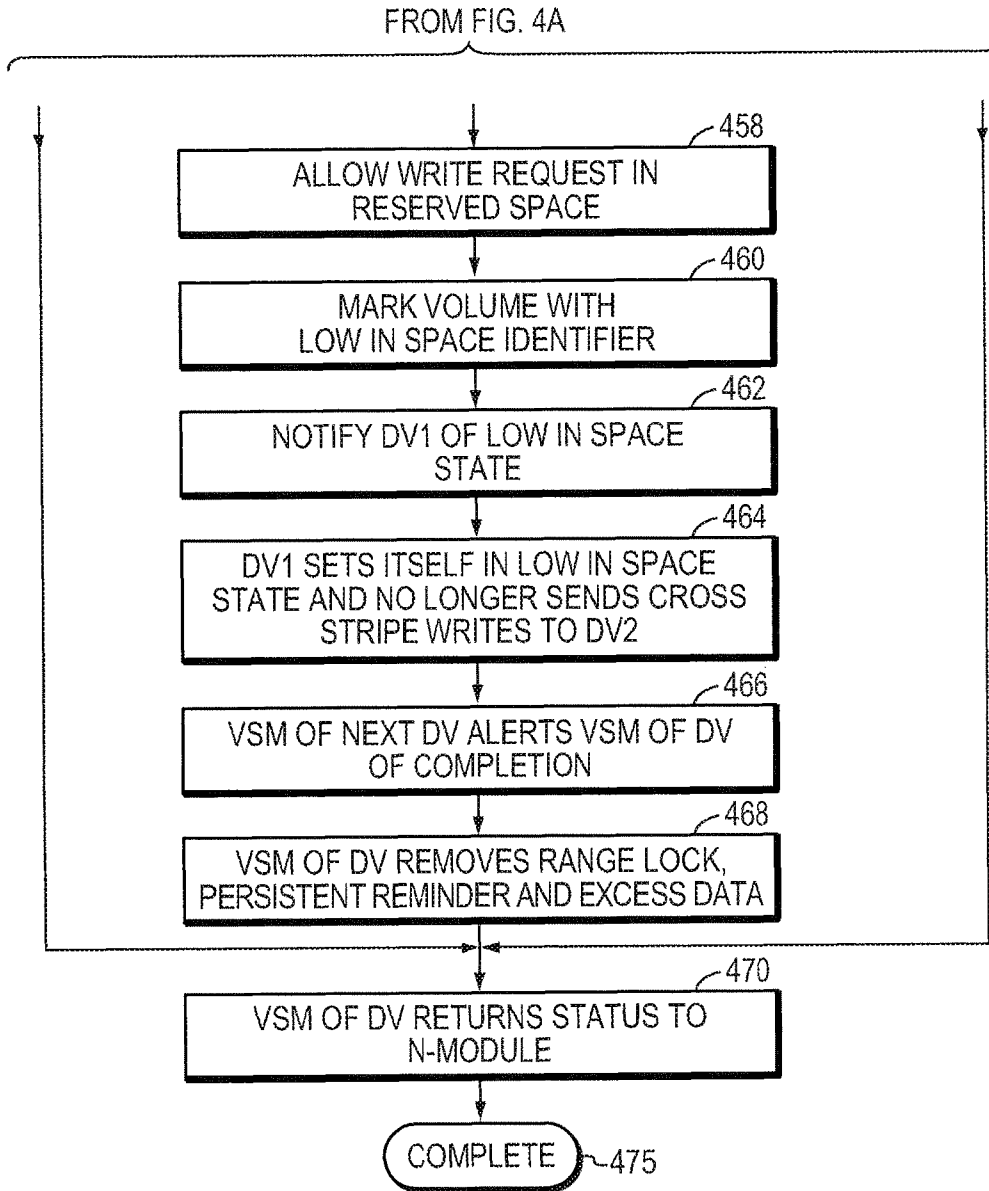 FROM FIG. 4A
458
ALLOW WRITE REQUEST IN
RESERVED SPACE
460
MARK VOLUME WITH
LOW IN SPACE IDENTIFIER
462
NOTIFY DV1 OF LOW IN SPACE
STATE
464
DV1 SETS ITSELF IN LOW IN SPACE
STATE AND NO LONGER SENDS CROSS
STRIPE WRITES TO DV2
466
VSM OF NEXT DV ALERTS VSM OF DV
OF COMPLETION
468
VSM OF DV REMOVES RANGE LOCK,
PERSISTENT REMINDER AND EXCESS DATA
470
VSM OF DV RETURNS STATUS TO
N-MODULE
COMPLETE
475